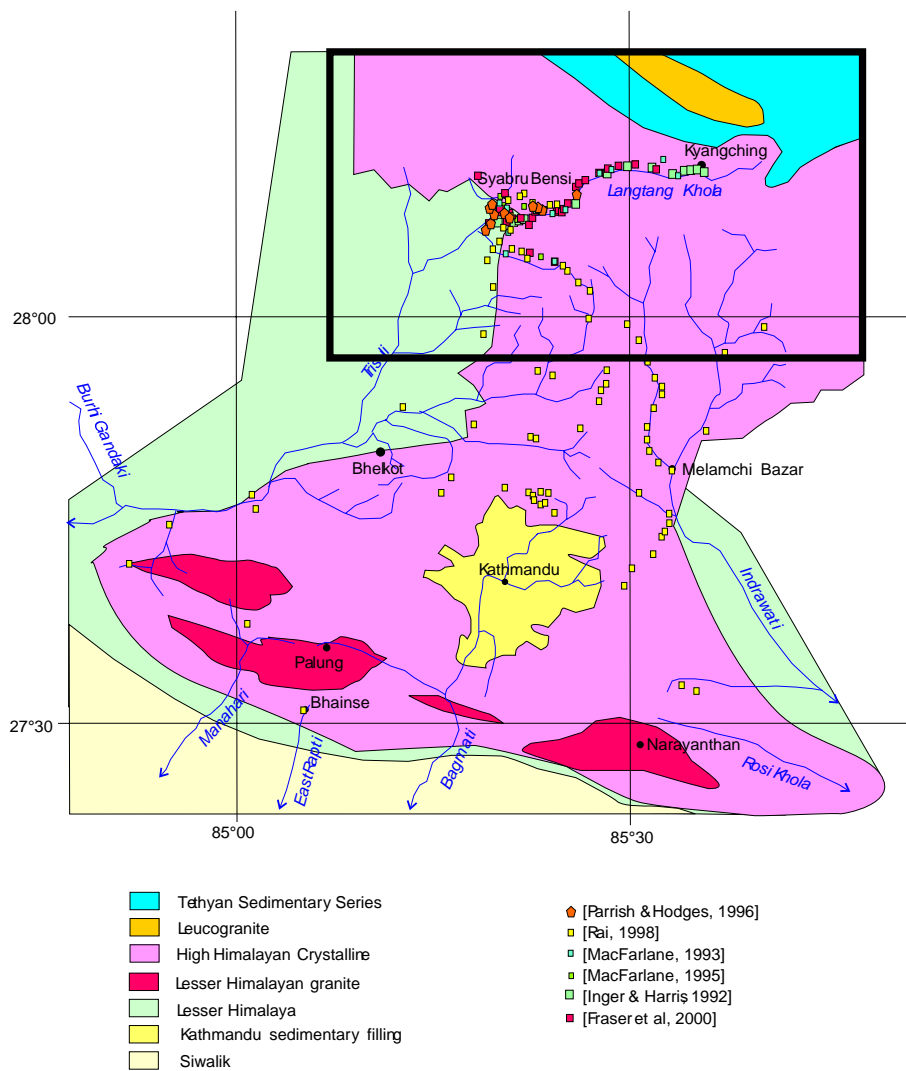 Kyangching
Syabru Bensi
Langtang Khola
28°00
Trisuli
Burhi Gandaki
Bhelkot
Melamchi Bazar
Kathmandu
Indrawati
Palung
Bhainse
Manahari
27°30
East Rapti
Bagmati
Narayanthan
Rosi Khola
85°00
85°30
Tethyan Sedimentary Series
Leucogranite
High Himalayan Crystalline
Lesser Himalayan granite
Lesser Himalaya
Kathmandu sedimentary filling
Siwalik
[Parrish & Hodges, 1996]
[Rai, 1998]
[MacFarlane, 1993]
[MacFarlane, 1995]
[Inger & Harris, 1992]
[Fraser et al, 2000]